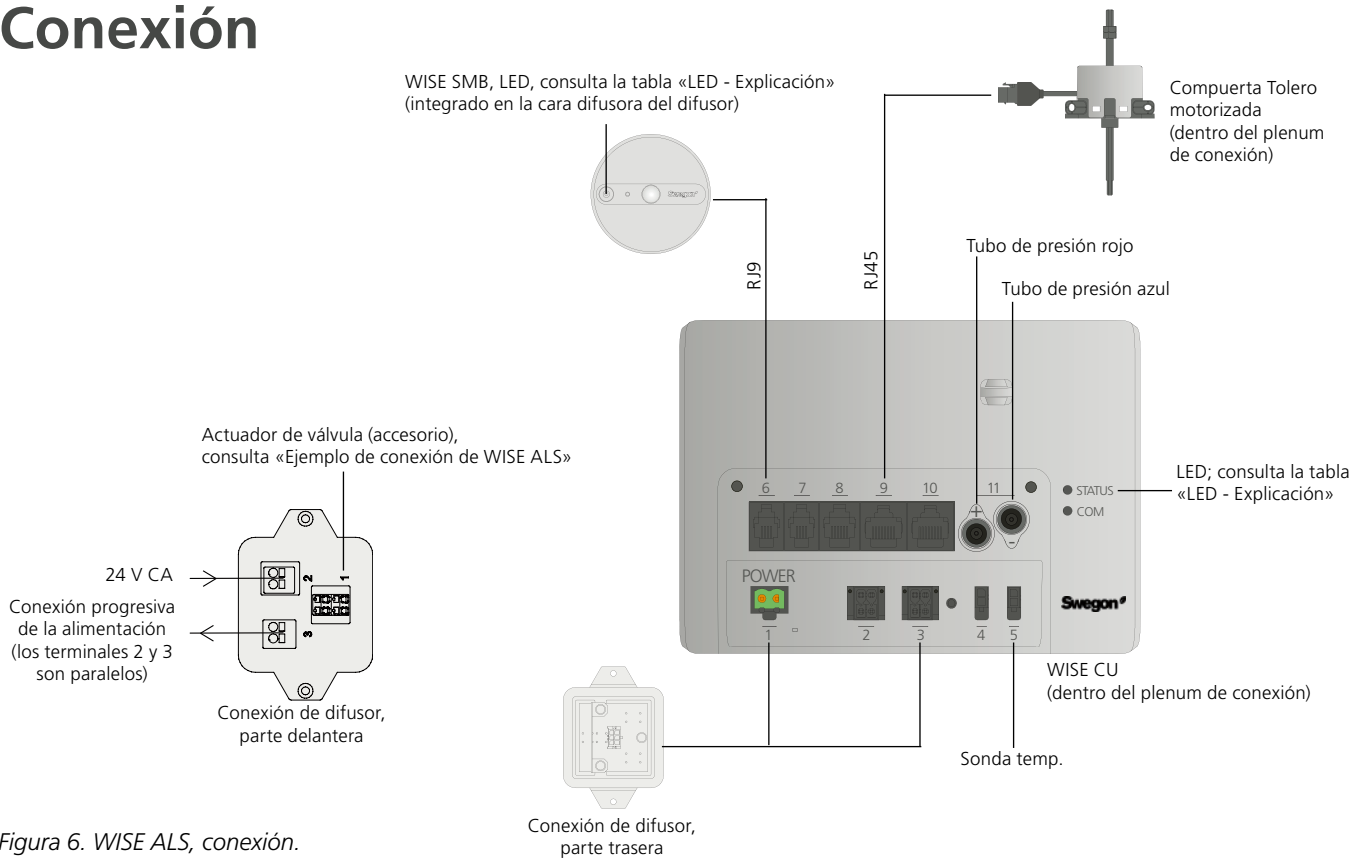 Conexión
WISE SMB, LED, consulta la tabla «LED - Explicación»
(integrado en la cara difusora del difusor)
Compuerta Tolero
motorizada
(dentro del plenum
de conexión)
Swegon
RJ9
RJ45
Tubo de presión rojo
Tubo de presión azul
Actuador de válvula (accesorio),
consulta «Ejemplo de conexión de WISE ALS»
LED; consulta la tabla
«LED - Explicación»
6 7 8 9 10 11
STATUS
COM
+
-
POWER
1 2 3 4 5
Swegon
24 V CA
Conexión progresiva
de la alimentación
(los terminales 2 y 3
son paralelos)
2 1
3
Conexión de difusor,
parte delantera
WISE CU
(dentro del plenum de conexión)
Sonda temp.
Conexión de difusor,
parte trasera
Figura 6. WISE ALS, conexión.